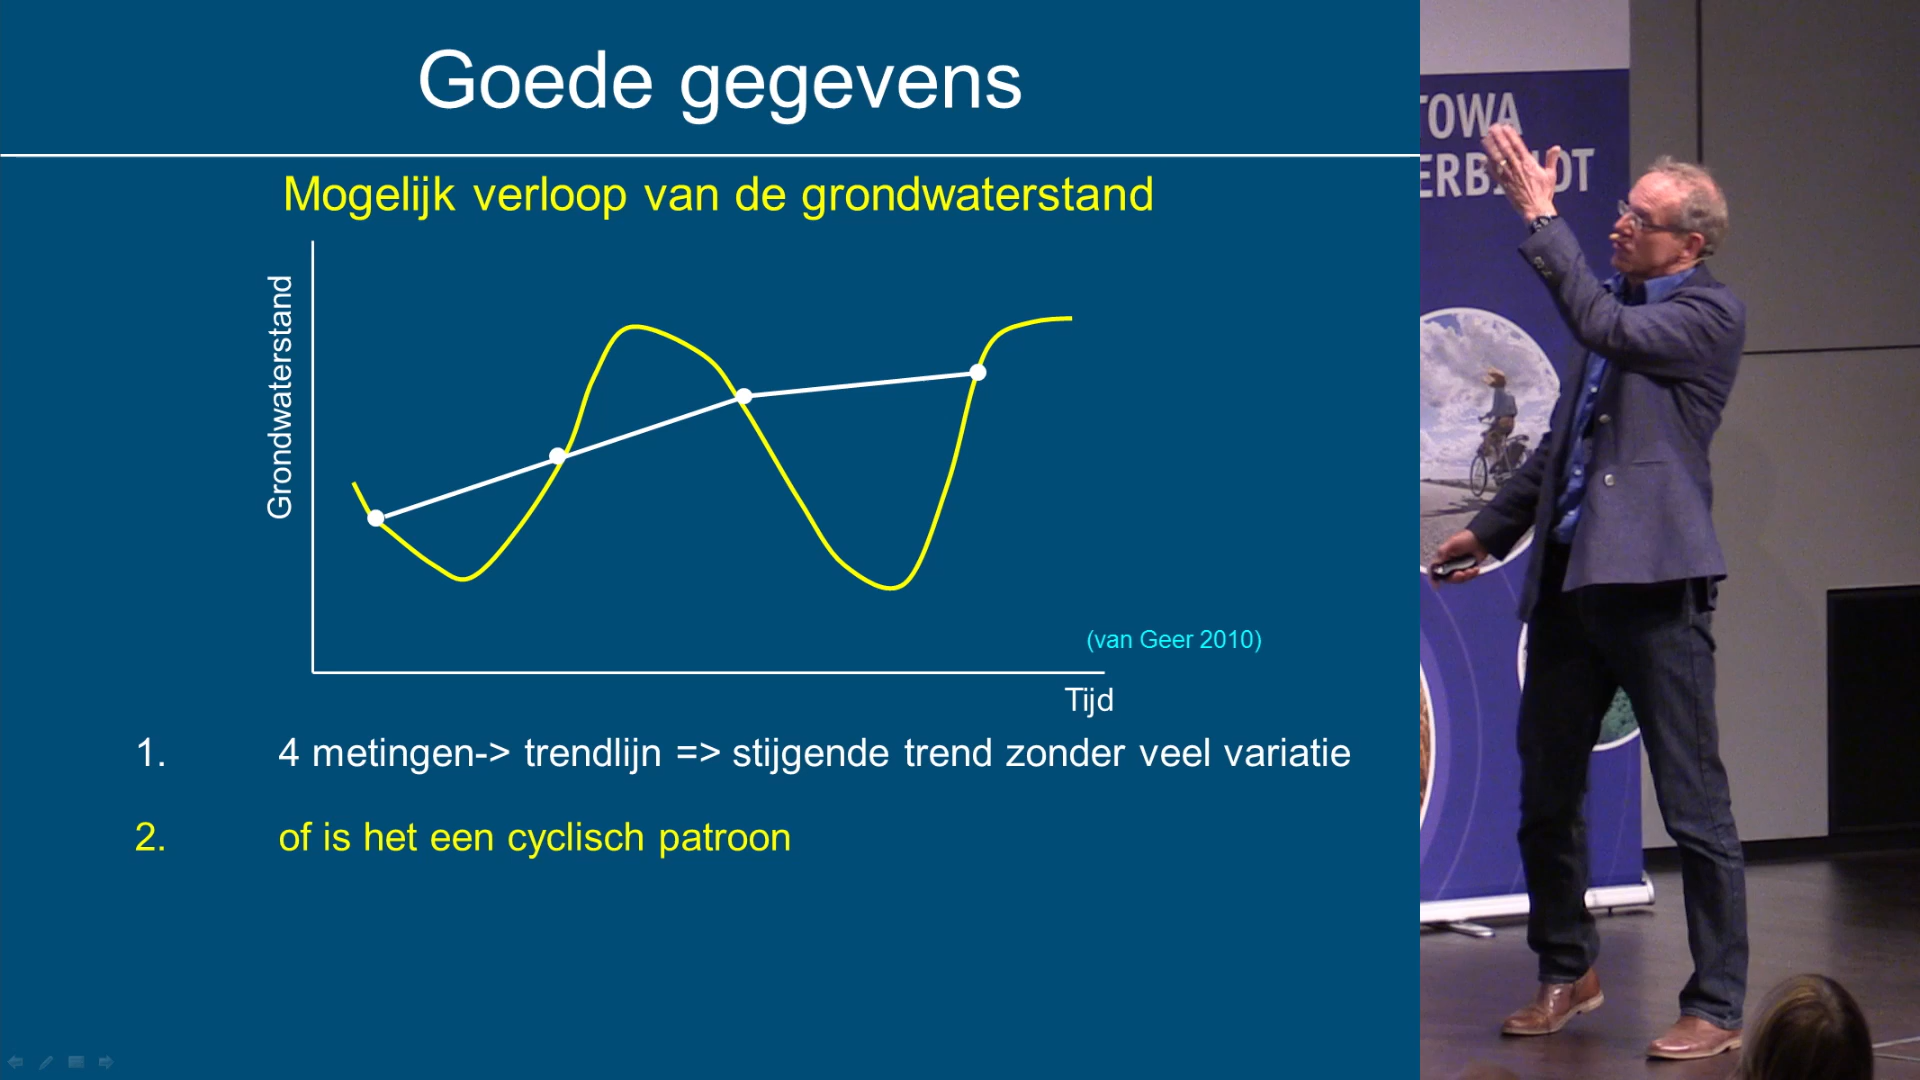 Goede gegevens
Mogelijk verloop van de grondwaterstand
Grondwaterstand
(van Geer 2010)
Tijd
1. 4 metingen-> trendlijn => stijgende trend zonder veel variatie
2. of is het een cyclisch patroon
TOWA